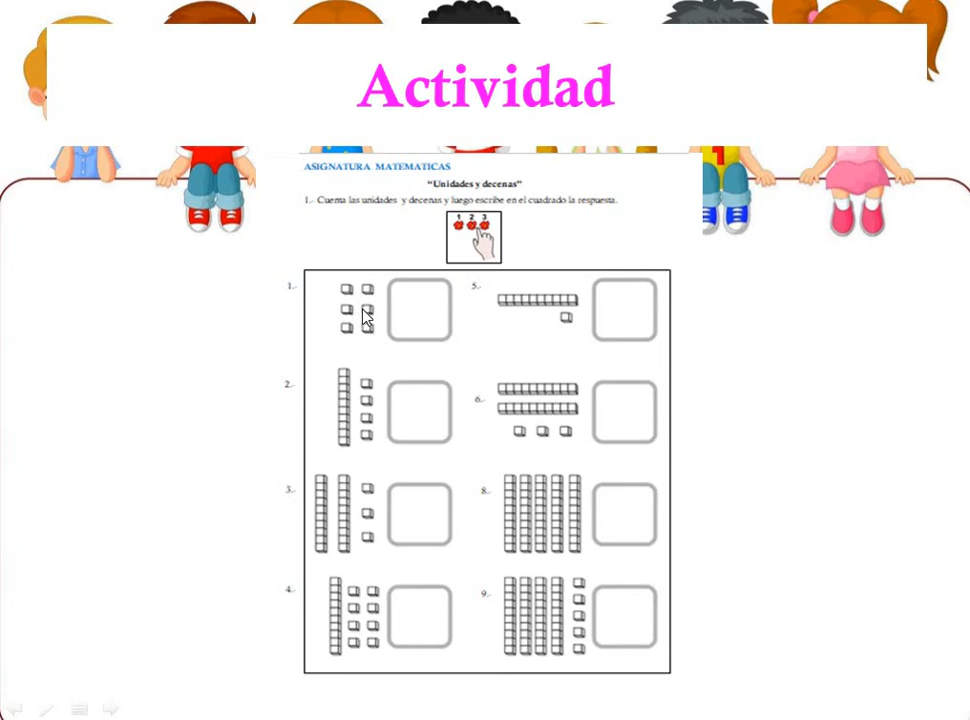 Actividad
ASIGNATURA MATEMATICAS
“Unidades y decenas”
1.- Cuenta las unidades y decenas y luego escribe en el cuadrado la respuesta.
1 2 3
1.-
5.-
2.-
6.-
3.-
8.-
4.-
9.-